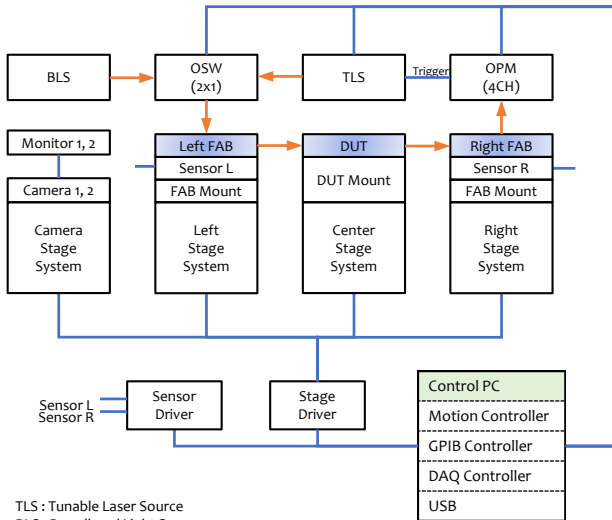 BLS
OSW
(2x1)
TLS
Trigger
OPM
(4CH)
Monitor 1, 2
Left FAB
DUT
Right FAB
Sensor L
DUT Mount
Sensor R
Camera 1, 2
FAB Mount
FAB Mount
Camera
Stage
System
Left
Stage
System
Center
Stage
System
Right
Stage
System
Sensor L
Sensor R
Sensor
Driver
Stage
Driver
Control PC
Motion Controller
GPIB Controller
DAQ Controller
USB
TLS : Tunable Laser Source